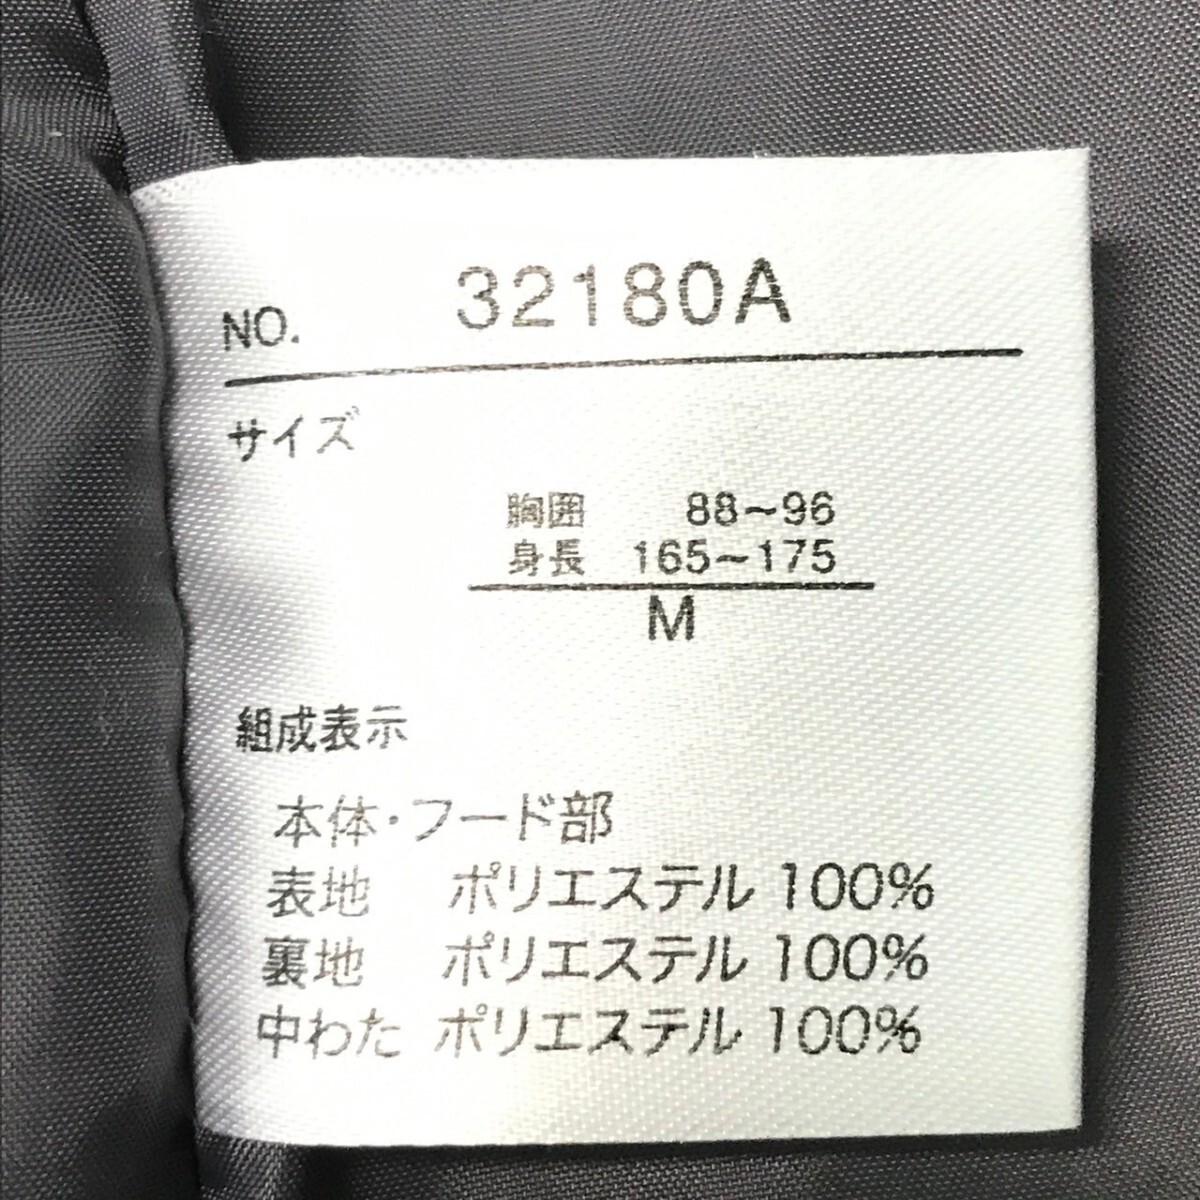 NO. 32180A
サイズ
胸囲 88~96
身長 165~175
M
組成表示
本体・フード部
表地 ポリエステル 100%
裏地 ポリエステル 100%
中わた ポリエステル 100%